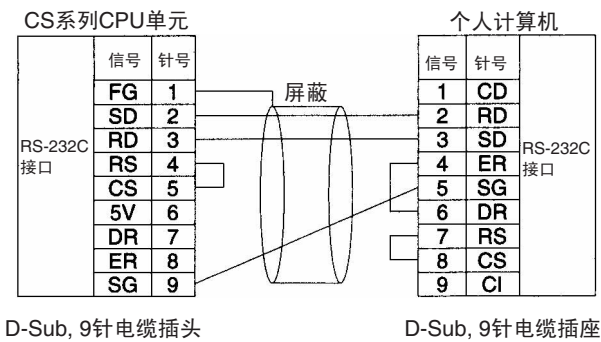 CS系列CPU单元 个人计算机
信号 针号 信号 针号
FG 1 屏蔽 1 CD
SD 2 2 RD
RD 3 3 SD
RS-232C RS-232C
接口 接口
RS 4 4 ER
CS 5 5 SG
5V 6 6 DR
DR 7 7 RS
ER 8 8 CS
SG 9 9 CI
D-Sub, 9针电缆插头 D-Sub, 9针电缆插座